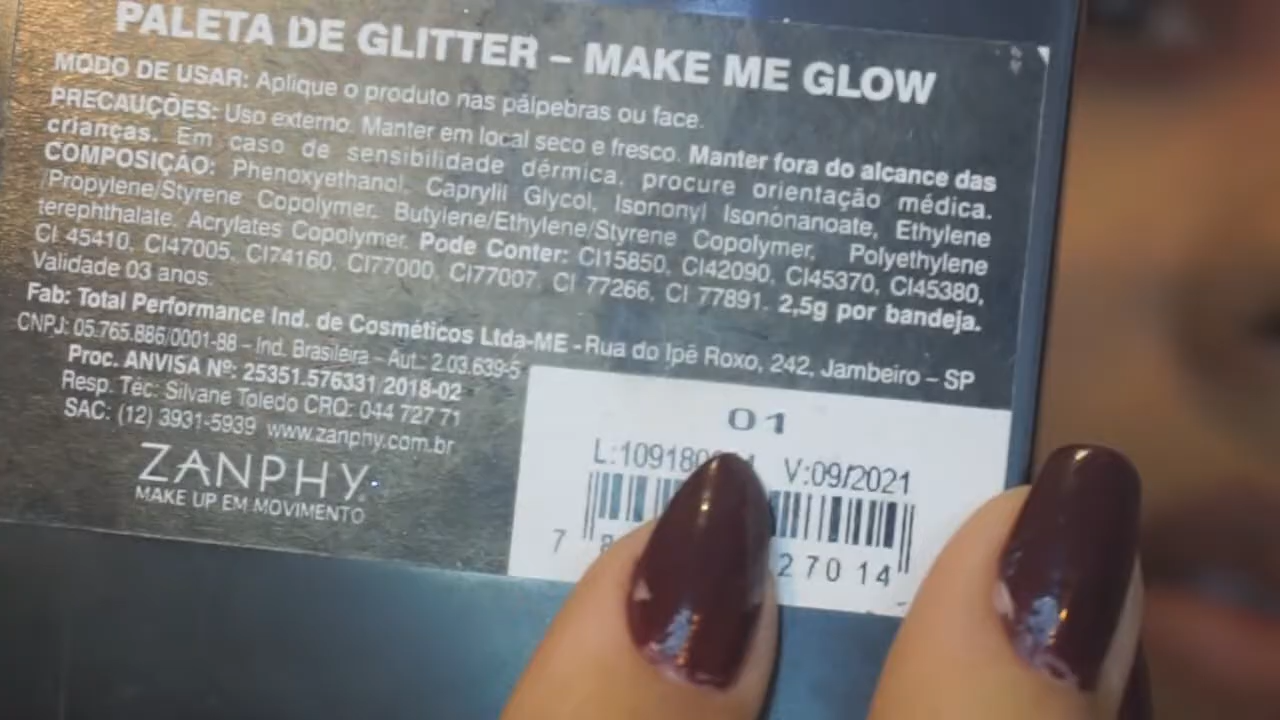 PALETA DE GLITTER – MAKE ME GLOW
MODO DE USAR: Aplique o produto nas pálpebras ou face.
PRECAUÇÕES: Uso externo. Manter em local seco e fresco. Manter fora do alcance das
crianças. Em caso de sensibilidade dérmica, procure orientação médica.
COMPOSIÇÃO: Phenoxyethanol, Caprylil Glycol, Isononyl Isononanoate, Ethylene
/Propylene/Styrene Copolymer, Butylene/Ethylene/Styrene Copolymer, Polyethylene
terephthalate, Acrylates Copolymer. Pode Conter: CI15850, CI42090, CI45370, CI45380,
CI 45410, CI47005, CI74160, CI77000, CI77007, CI 77266, CI 77891. 2,5g por bandeja.
Validade 03 anos.
Fab: Total Performance Ind. de Cosméticos Ltda-ME - Rua do Ipê Roxo, 242, Jambeiro – SP
CNPJ: 05.765.886/0001-88 – Ind. Brasileira - Aut.: 2.03.639-5
Proc. ANVISA Nº: 25351.576331 2018-02
Resp. Téc: Silvane Toledo CRQ: 044 727 71
SAC: (12) 3931-5939 www.zanphy.com.br
ZANPHY
MAKE UP EM MOVIMENTO
01
V:09/2021
7
27014